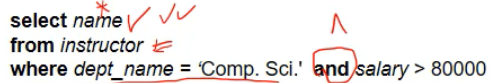 select name
from instructor
where dept_name = ‘Comp. Sci.' and salary > 80000